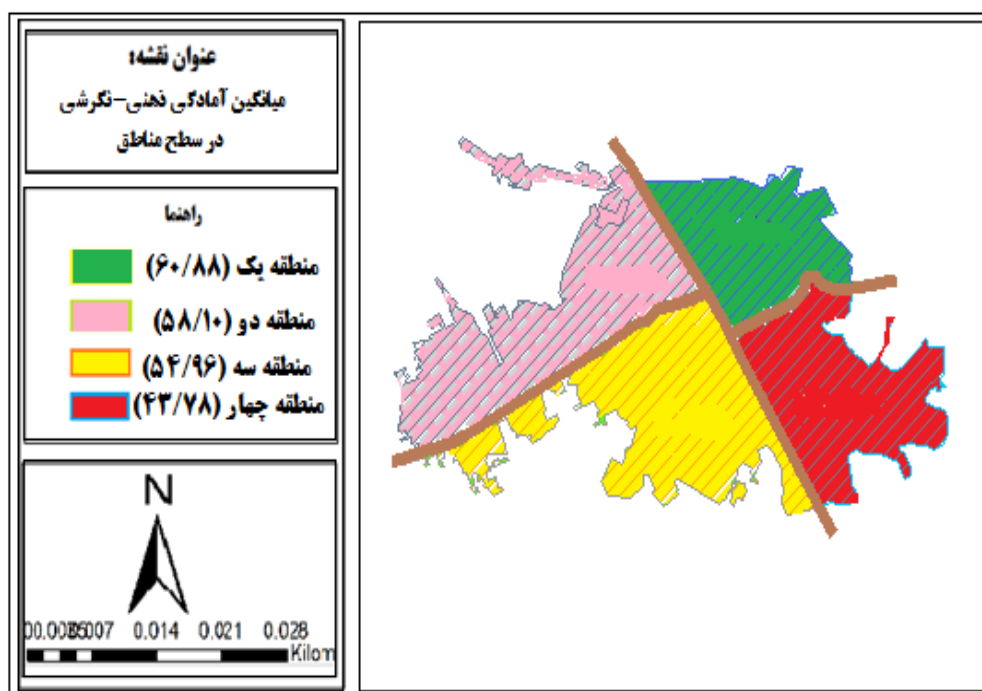 عنوان نقشه:
میانگین آمادگی ذهنی-نگرشی
در سطح مناطق
راهنما
منطقه یک (۶۰/۸۸)
منطقه دو (۵۸/۱۰)
منطقه سه (۵۴/۹۶)
منطقه چهار (۴۳/۷۸)
N
0.014 0.021 0.028
Kilom